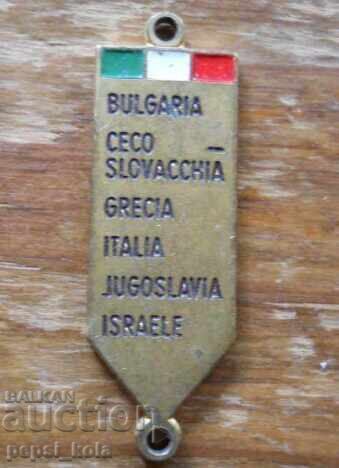 BULGARIA
CECO –
SLOVACCHIA
GRECIA
ITALIA
JUGOSLAVIA
ISRAELE
BALKAN
auction
pepsi_kola